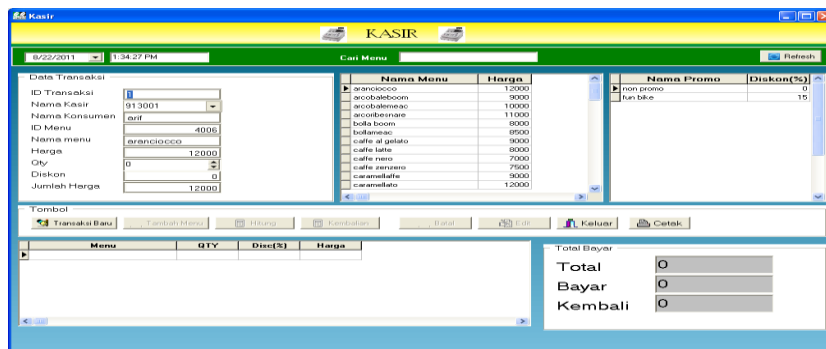 Kasir
KASIR
8/22/2011 1:34:27 PM Cari Menu Refresh
Data Transaksi
ID Transaksi 1
Nama Kasir 913001
Nama Konsumen arif
ID Menu 4006
Nama menu aranciocco
Harga 12000
Qty 0
Diskon 0
Jumlah Harga 12000
Nama Menu Harga
aranciocco 12000
arcobaleboom 9000
arcobalemeac 10000
arcoribesnare 11000
bolla boom 8000
bollameac 8500
caffe al gelato 9000
caffe latte 8000
caffe nero 7000
caffe zenzero 7500
caramellaffe 9000
caramellato 12000
Nama Promo Diskon(%)
non promo 0
fun bike 15
Tombol
Transaksi Baru Tambah Menu Hitung Kembalian Batal Edit Keluar Cetak
Menu QTY Disc(%) Harga
Total Bayar
Total 0
Bayar 0
Kembali 0